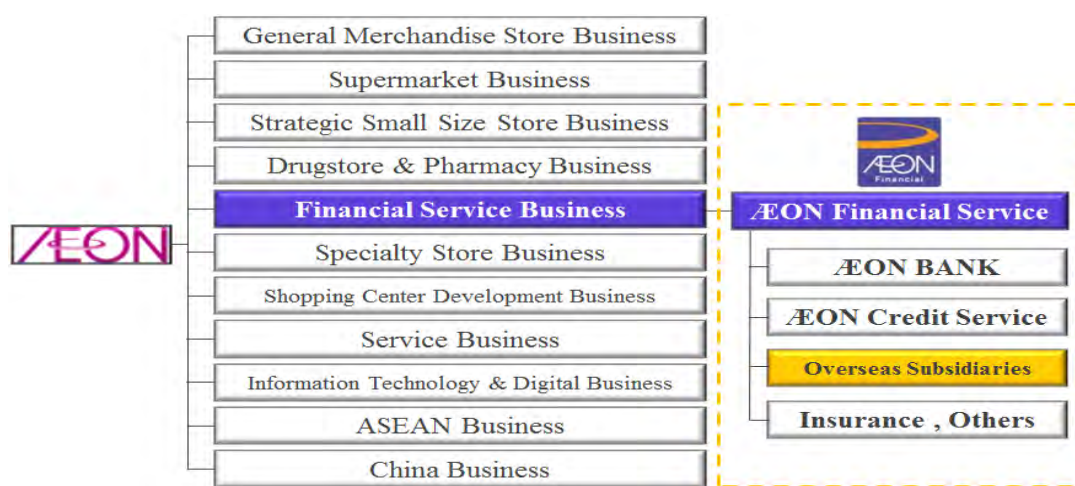 ÆON
General Merchandise Store Business
Supermarket Business
Strategic Small Size Store Business
Drugstore & Pharmacy Business
Financial Service Business
Specialty Store Business
Shopping Center Development Business
Service Business
Information Technology & Digital Business
ASEAN Business
China Business
ÆON
Financial
ÆON Financial Service
ÆON BANK
ÆON Credit Service
Overseas Subsidiaries
Insurance , Others